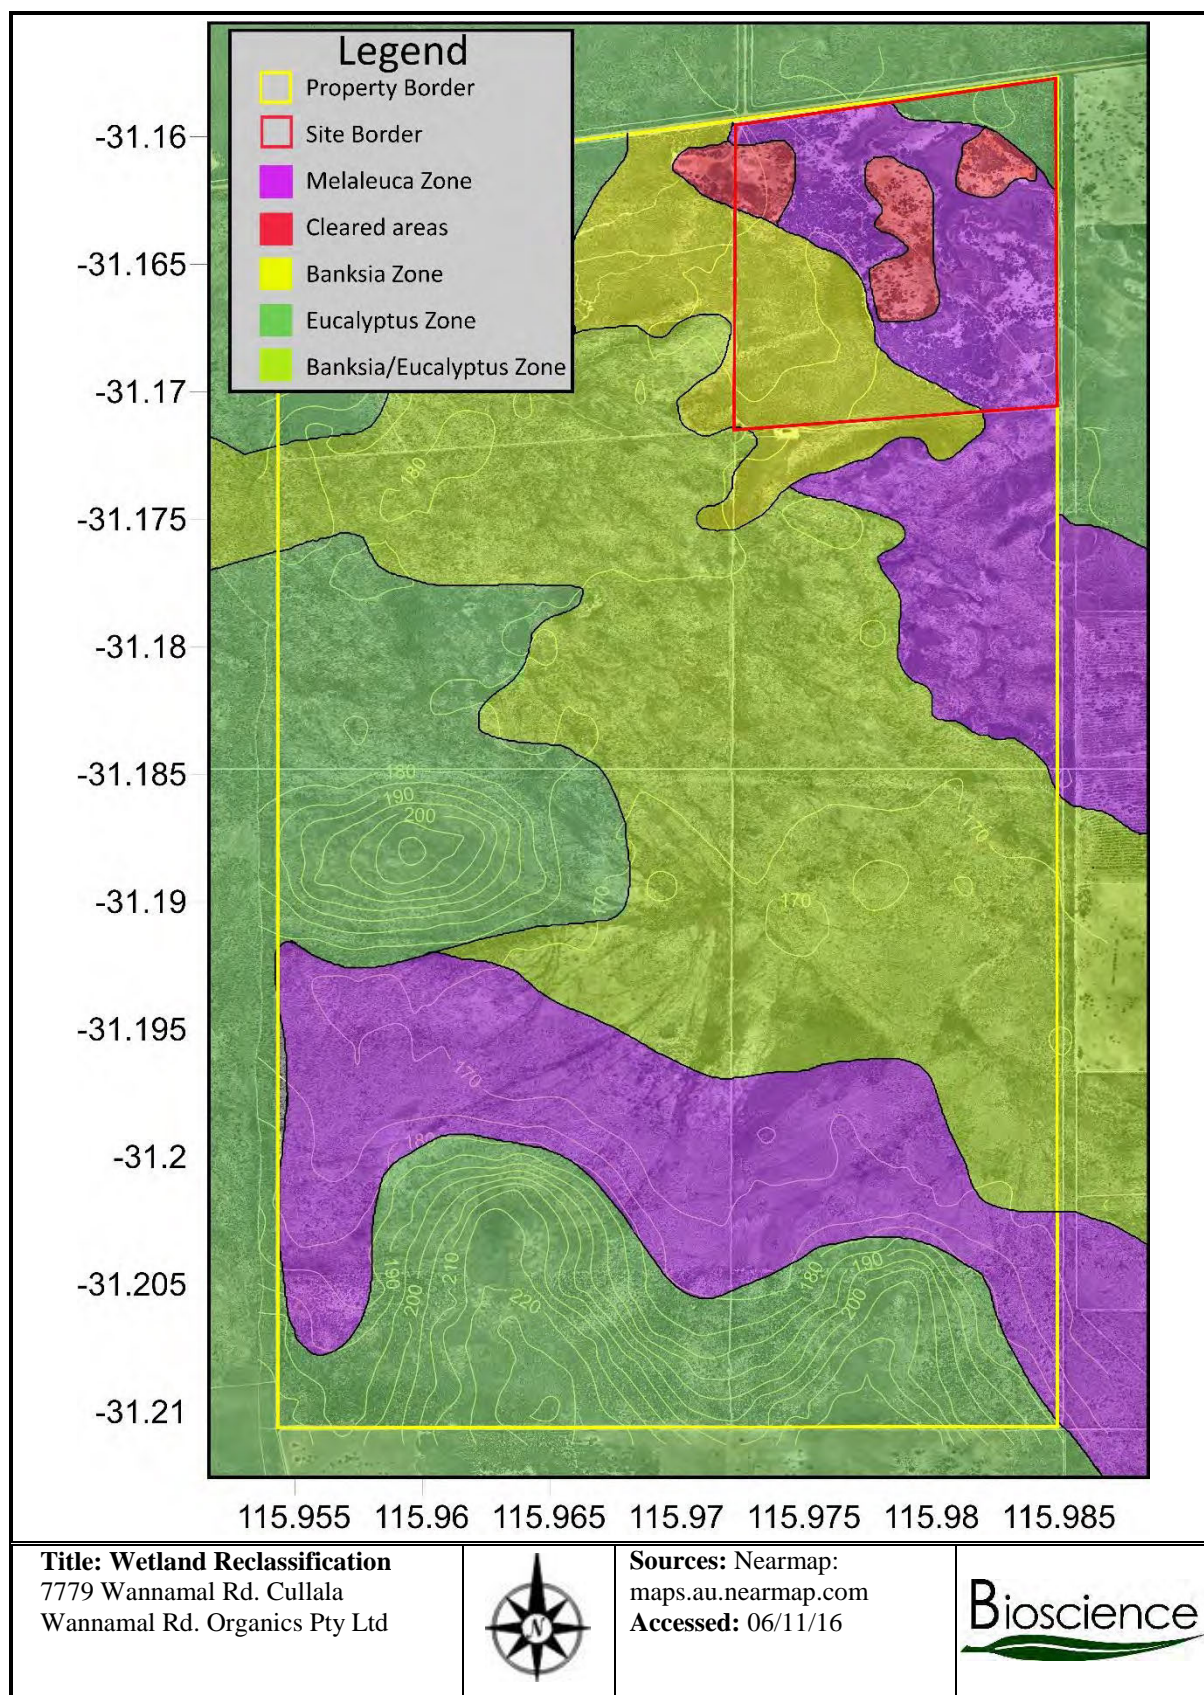 Legend
Property Border
Site Border
Melaleuca Zone
Cleared areas
Banksia Zone
Eucalyptus Zone
Banksia/Eucalyptus Zone
-31.16
-31.165
-31.17
-31.175
-31.18
-31.185
-31.19
-31.195
-31.2
-31.205
-31.21
180
180
190
200
170
170
170
170
180
190
200
210
220
180
190
200
115.955 115.96 115.965 115.97 115.975 115.98 115.985
Title: Wetland Reclassification
7779 Wannamal Rd. Cullala
Wannamal Rd. Organics Pty Ltd
N
Sources: Nearmap:
maps.au.nearmap.com
Accessed: 06/11/16
Bioscience